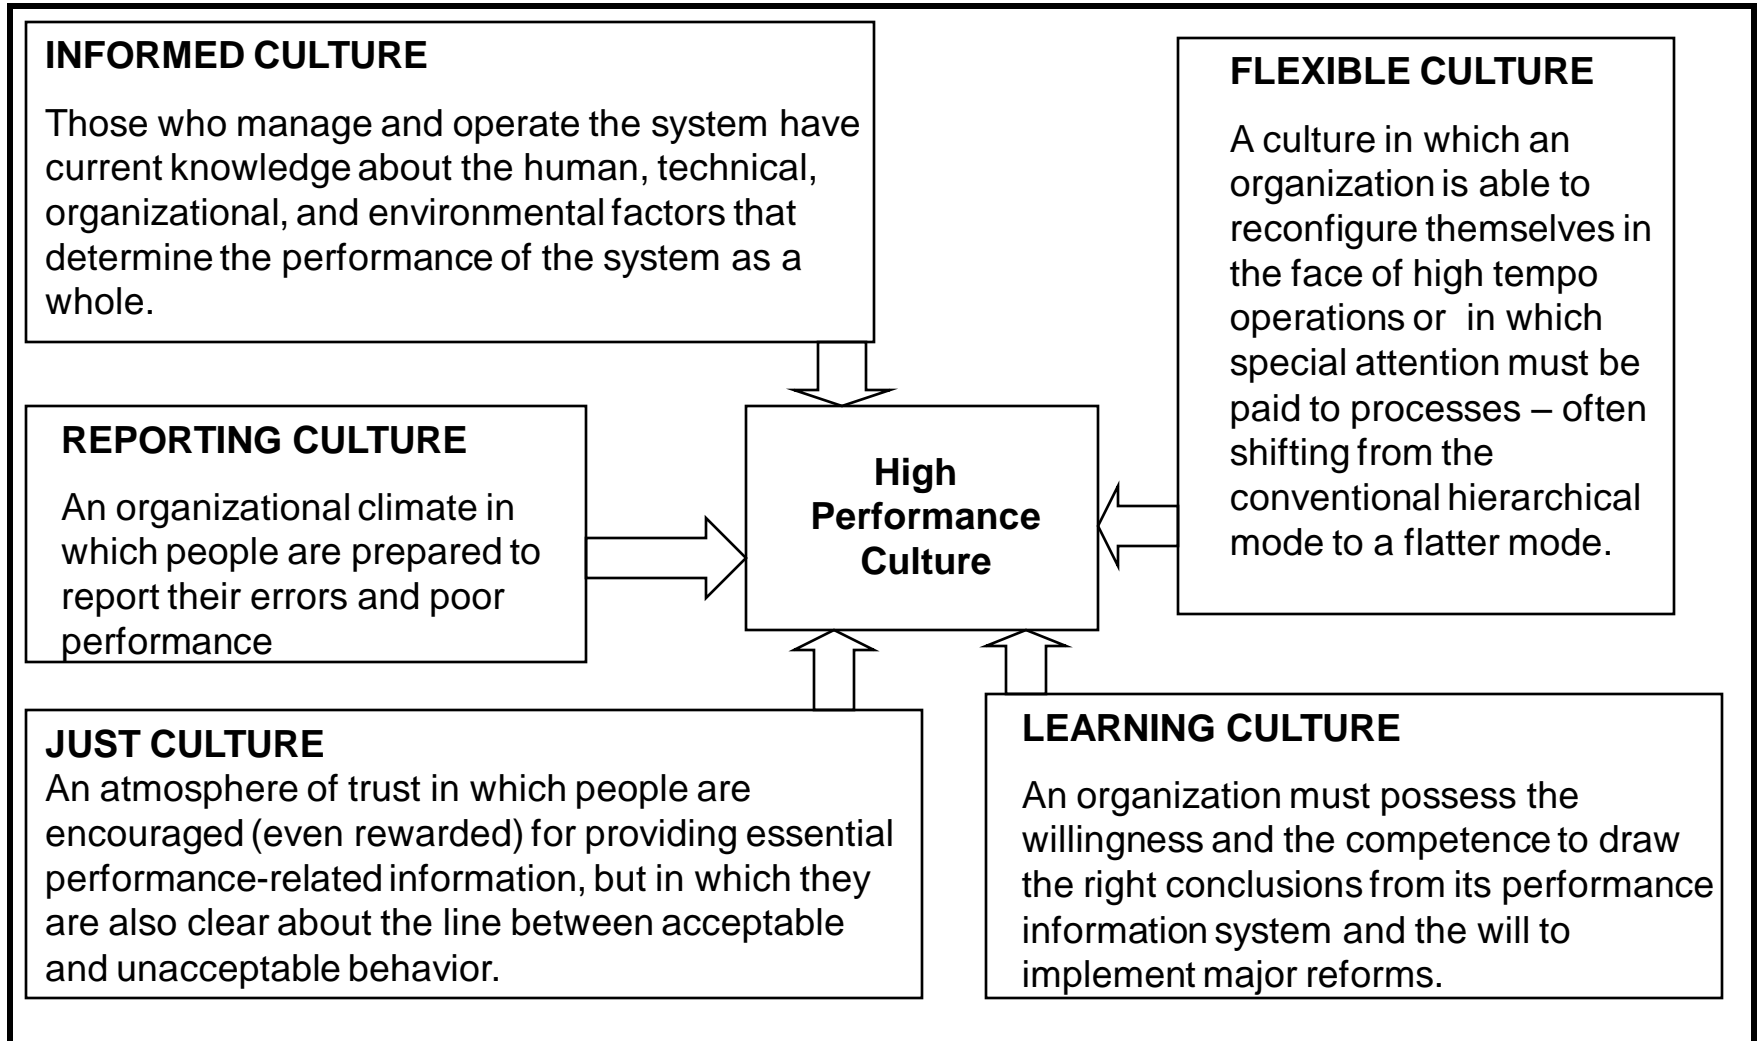 INFORMED CULTURE
Those who manage and operate the system have
current knowledge about the human, technical,
organizational, and environmental factors that
determine the performance of the system as a
whole.
REPORTING CULTURE
An organizational climate in
which people are prepared to
report their errors and poor
performance
JUST CULTURE
An atmosphere of trust in which people are
encouraged (even rewarded) for providing essential
performance-related information, but in which they
are also clear about the line between acceptable
and unacceptable behavior.
High
Performance
Culture
FLEXIBLE CULTURE
A culture in which an
organization is able to
reconfigure themselves in
the face of high tempo
operations or in which
special attention must be
paid to processes – often
shifting from the
conventional hierarchical
mode to a flatter mode.
LEARNING CULTURE
An organization must possess the
willingness and the competence to draw
the right conclusions from its performance
information system and the will to
implement major reforms.